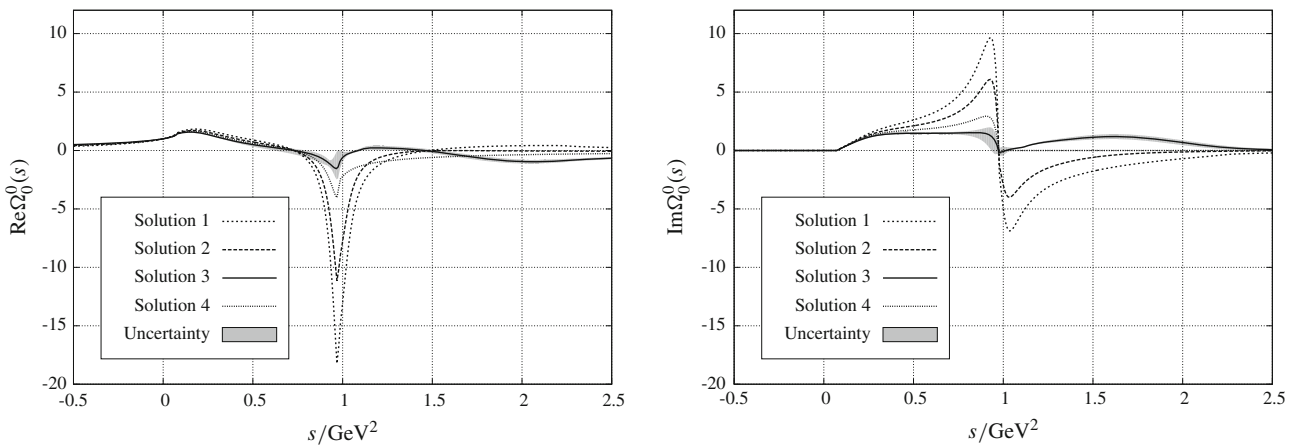 10
5
0
-5
-10
-15
-20
ReΩ₀⁰(s)
Solution 1
Solution 2
Solution 3
Solution 4
Uncertainty
-0.5 0 0.5 1 1.5 2 2.5
s/GeV²
10
5
0
-5
-10
-15
-20
ImΩ₀⁰(s)
Solution 1
Solution 2
Solution 3
Solution 4
Uncertainty
-0.5 0 0.5 1 1.5 2 2.5
s/GeV²